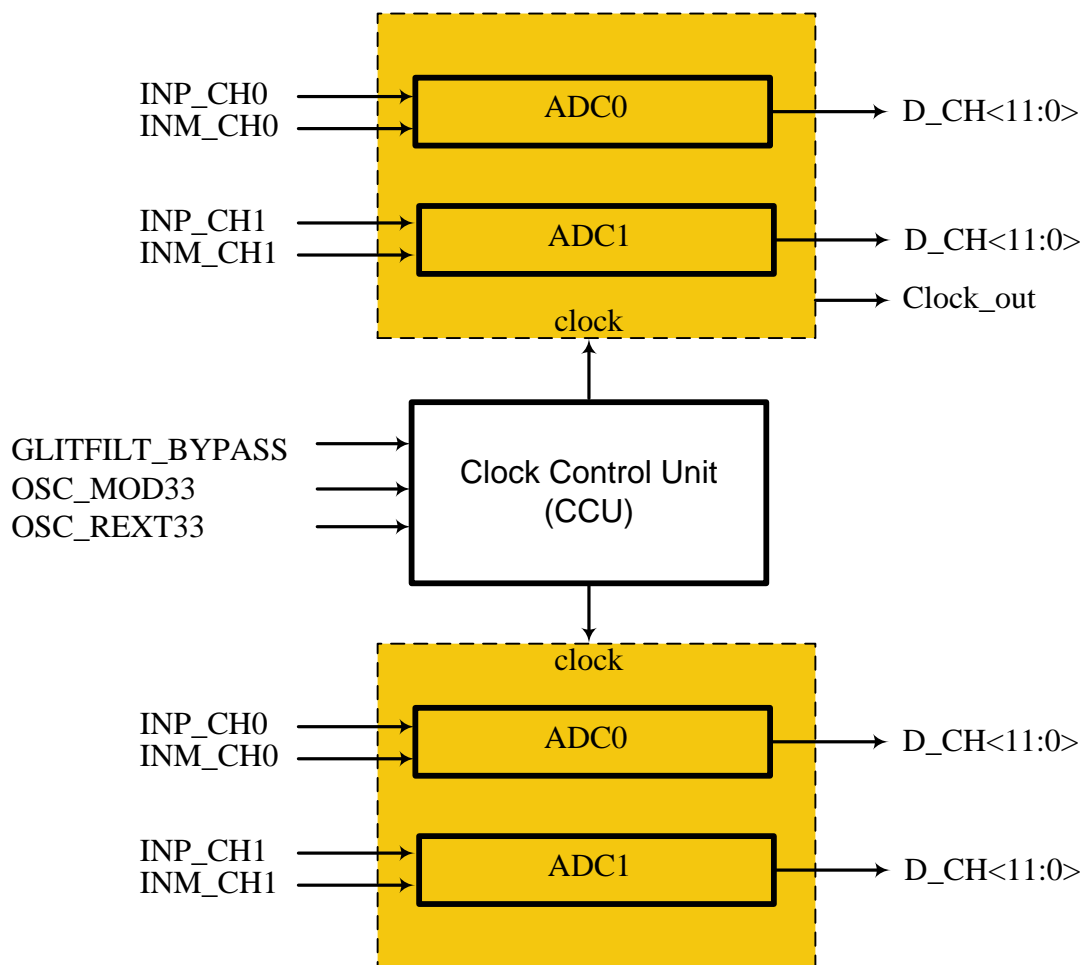 INP_CH0
INM_CH0
ADC0
D_CH<11:0>
INP_CH1
INM_CH1
ADC1
D_CH<11:0>
Clock_out
clock
GLITFILT_BYPASS
OSC_MOD33
OSC_REXT33
Clock Control Unit
(CCU)
clock
INP_CH0
INM_CH0
ADC0
D_CH<11:0>
INP_CH1
INM_CH1
ADC1
D_CH<11:0>